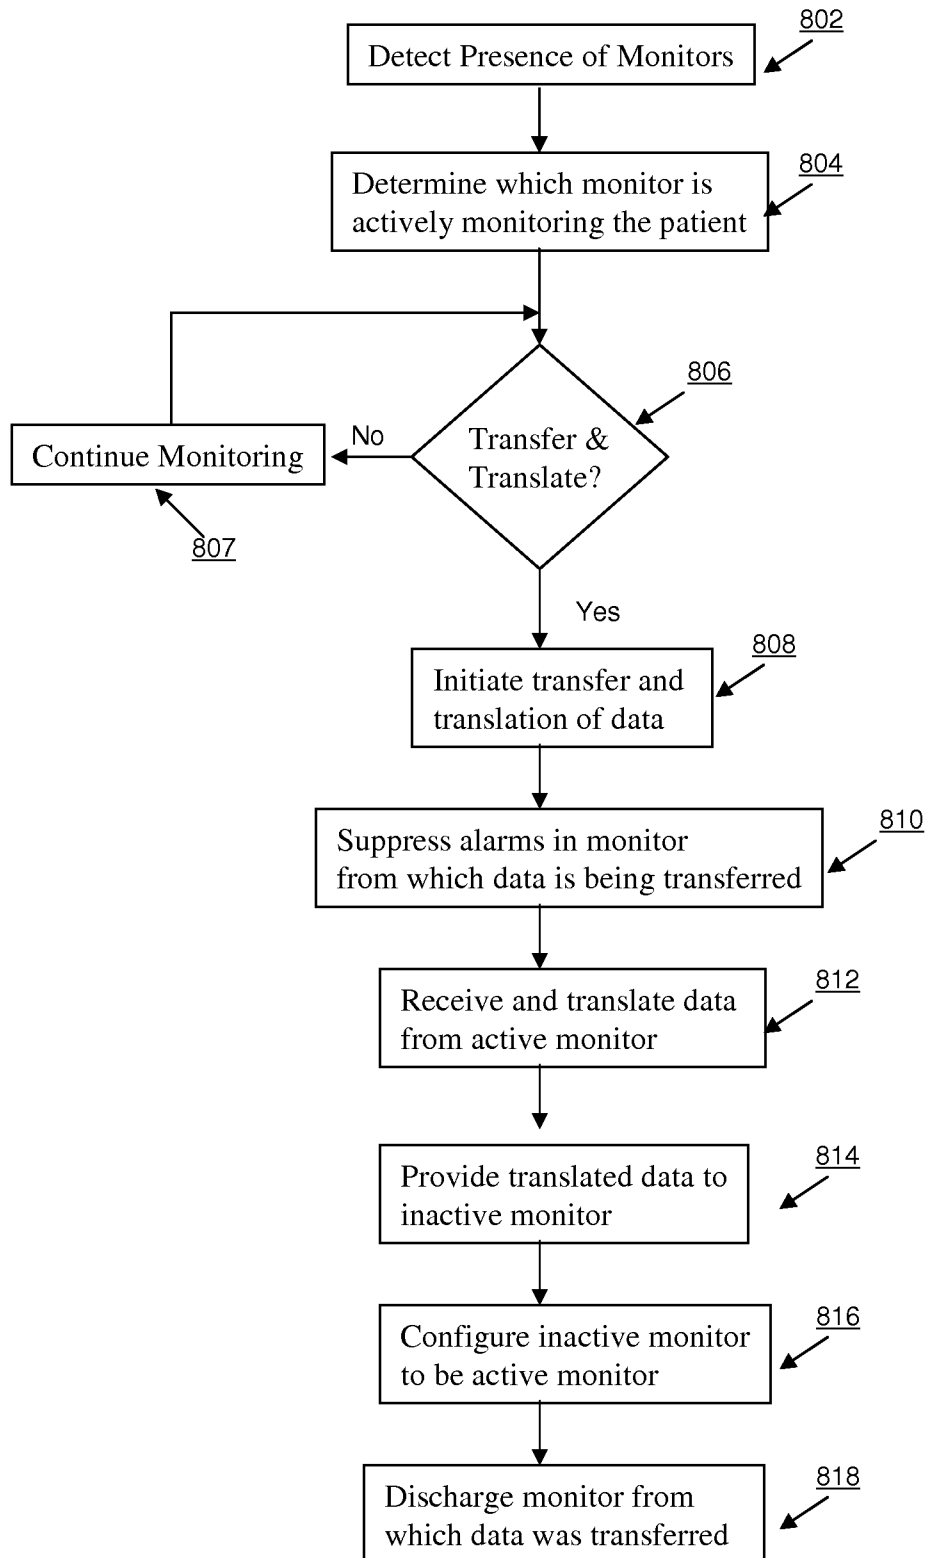 802
Detect Presence of Monitors
804
Determine which monitor is
actively monitoring the patient
806
Transfer &
Translate?
No
Continue Monitoring
807
Yes
808
Initiate transfer and
translation of data
810
Suppress alarms in monitor
from which data is being transferred
812
Receive and translate data
from active monitor
814
Provide translated data to
inactive monitor
816
Configure inactive monitor
to be active monitor
818
Discharge monitor from
which data was transferred